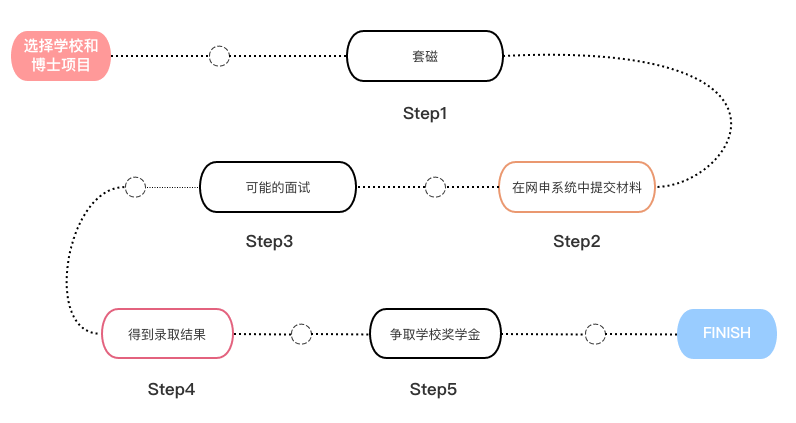 选择学校和
博士项目
套磁
Step1
在网申系统中提交材料
Step2
可能的面试
Step3
得到录取结果
Step4
争取学校奖学金
Step5
FINISH